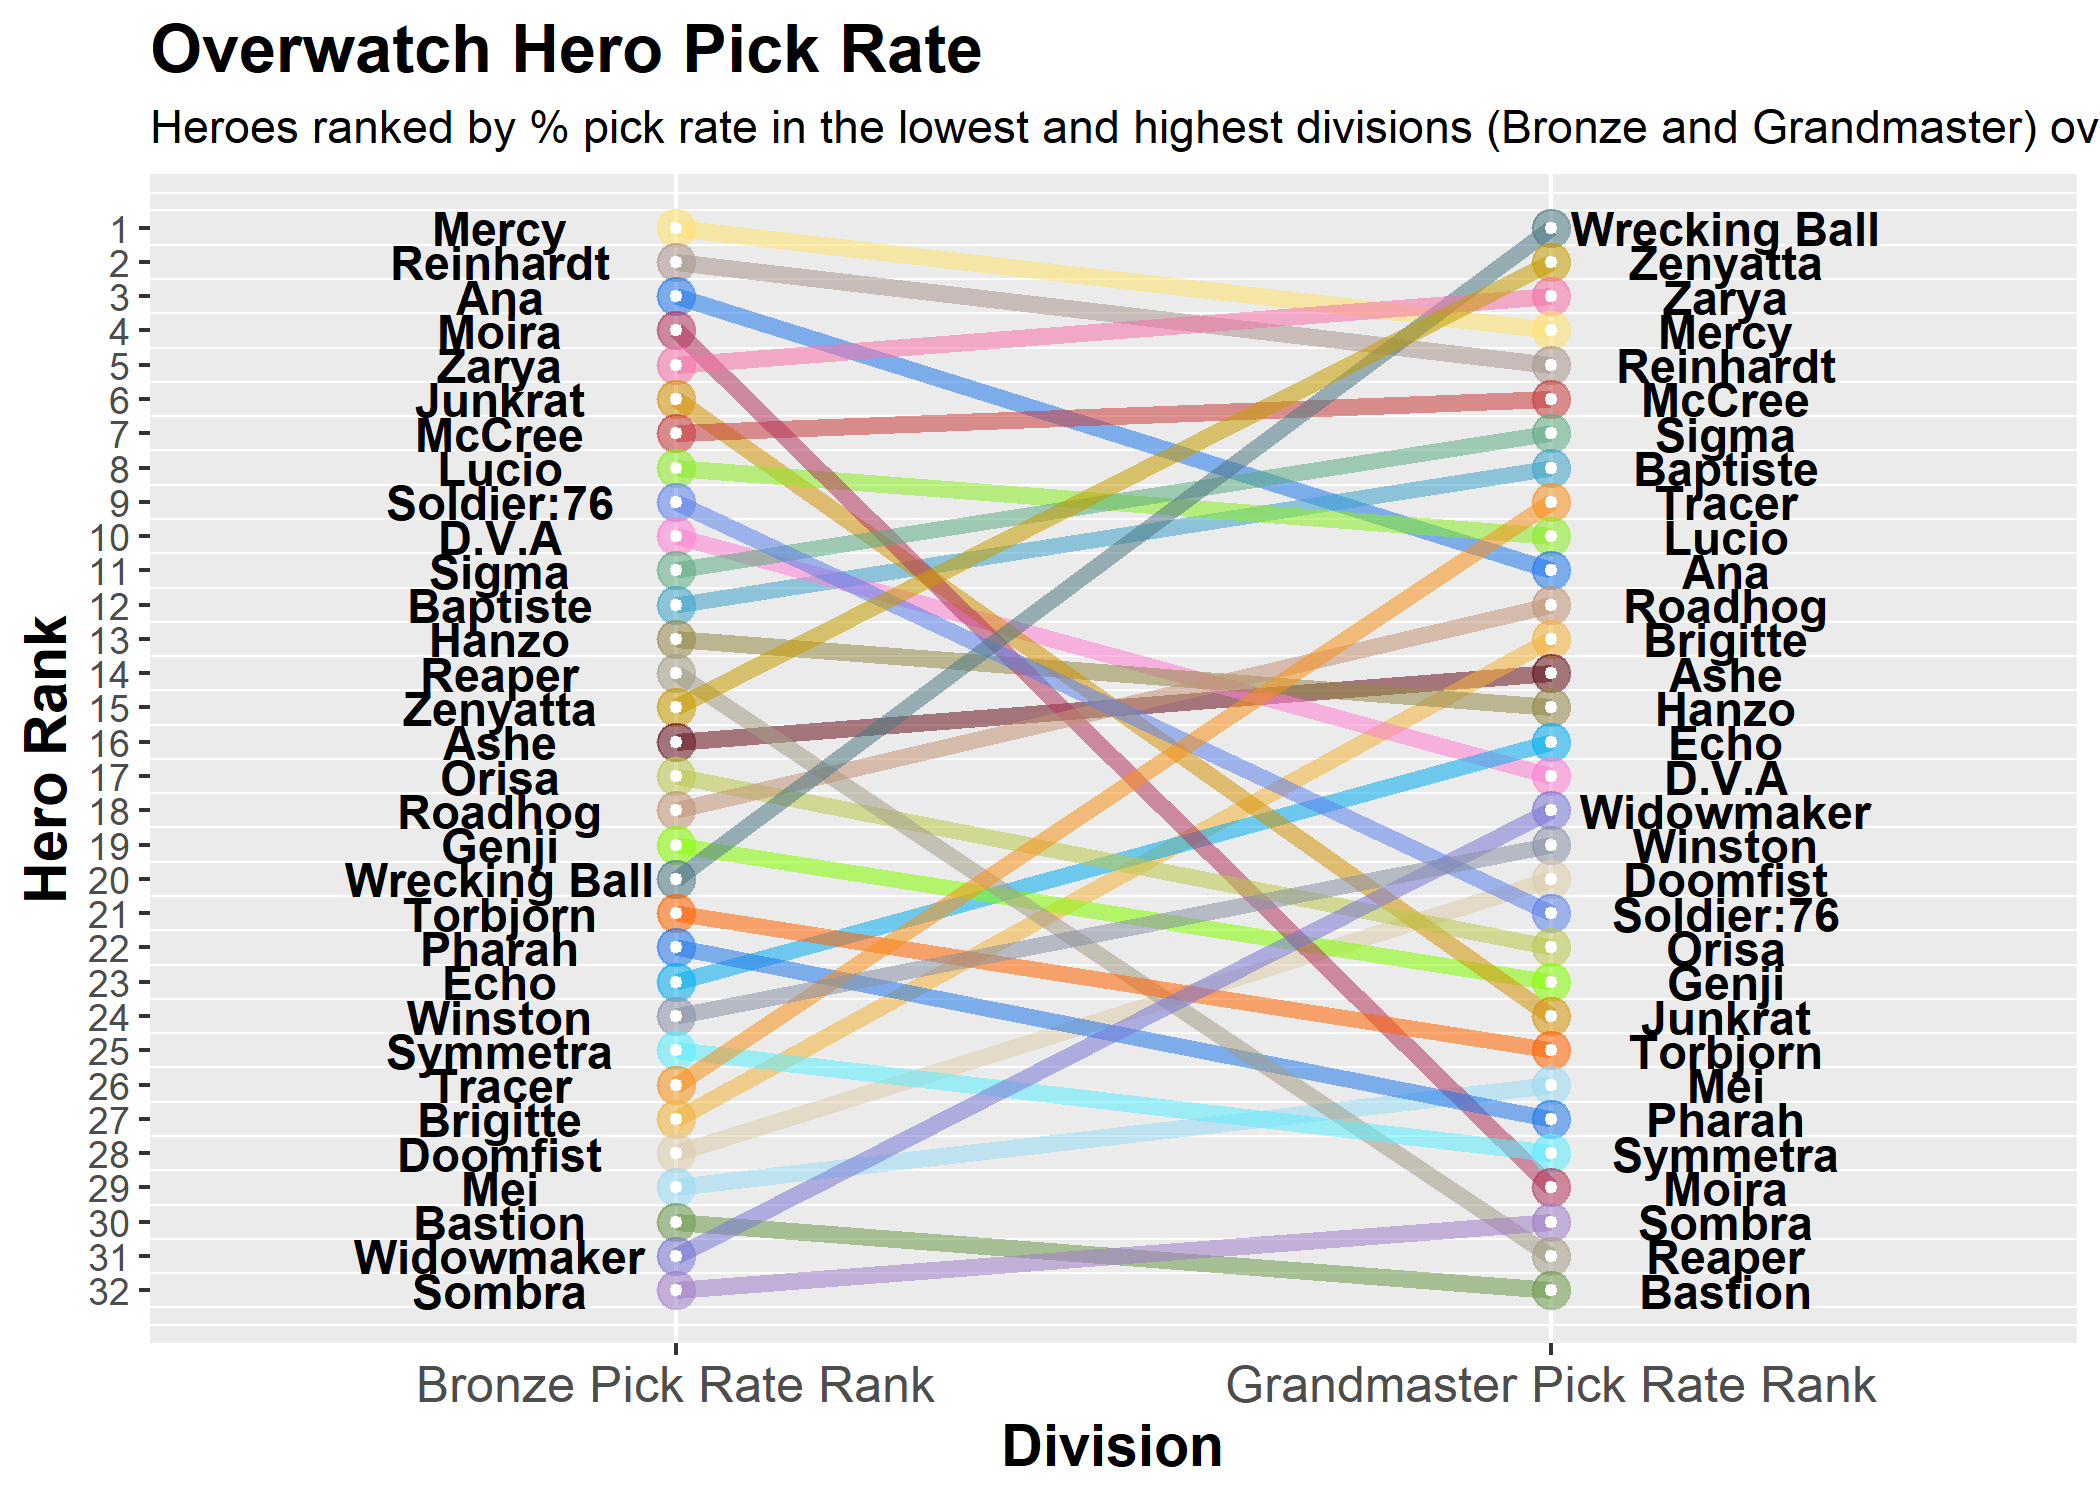 Overwatch Hero Pick Rate
Heroes ranked by % pick rate in the lowest and highest divisions (Bronze and Grandmaster) ov
Hero Rank
1 Mercy Wrecking Ball
2 Reinhardt Zenyatta
3 Ana Zarya
4 Moira Mercy
5 Zarya Reinhardt
6 Junkrat McCree
7 McCree Sigma
8 Lucio Baptiste
9 Soldier:76 Tracer
10 D.V.A Lucio
11 Sigma Ana
12 Baptiste Roadhog
13 Hanzo Brigitte
14 Reaper Ashe
15 Zenyatta Hanzo
16 Ashe Echo
17 Orisa D.V.A
18 Roadhog Widowmaker
19 Genji Winston
20 Wrecking Ball Doomfist
21 Torbjorn Soldier:76
22 Pharah Orisa
23 Echo Genji
24 Winston Junkrat
25 Symmetra Torbjorn
26 Tracer Mei
27 Brigitte Pharah
28 Doomfist Symmetra
29 Mei Moira
30 Bastion Sombra
31 Widowmaker Reaper
32 Sombra Bastion
Bronze Pick Rate Rank Grandmaster Pick Rate Rank
Division